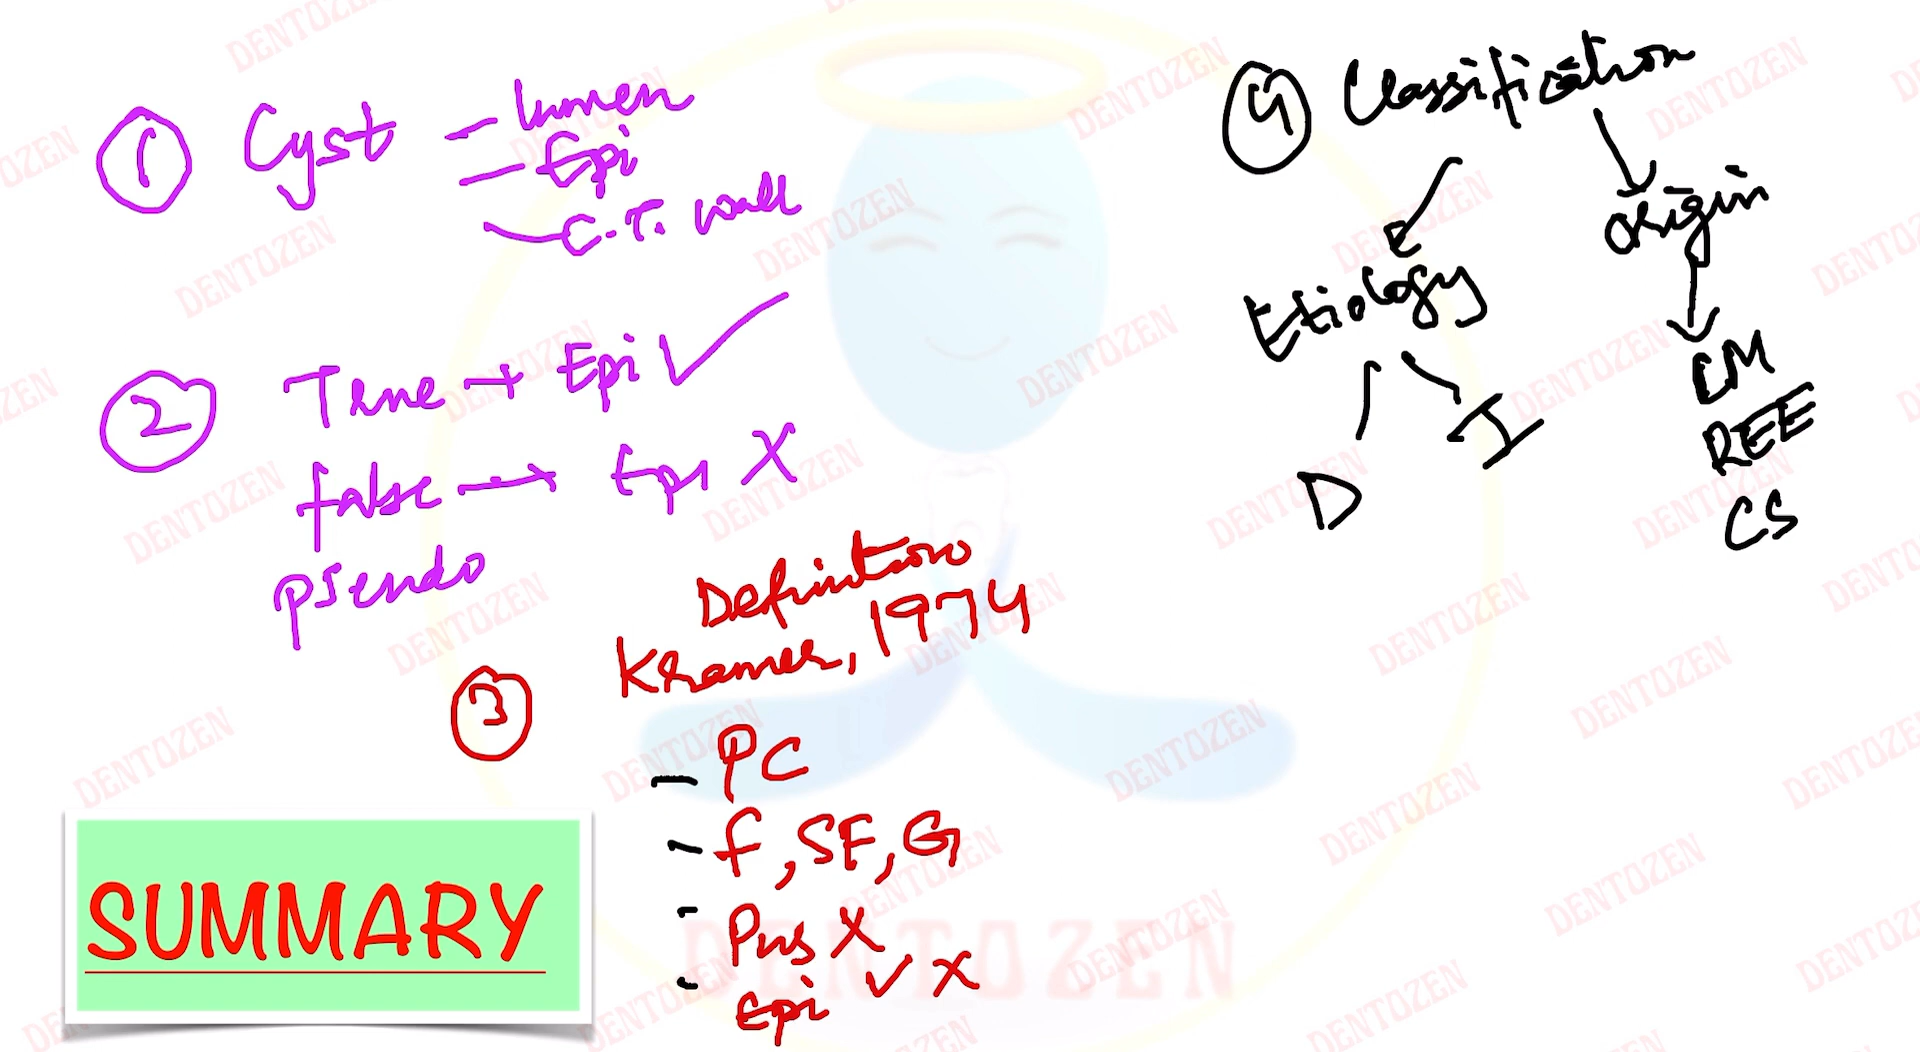 ① Cyst – lumen
– Epi
– C.T. wall
② True → Epi ✓
false → Epi X
pseudo
③ Definition
Kramer, 1974
– PC
– f, SF, G
- Pus X
- Epi ✓ X
④ Classification
Etiology
origin
D I
CM
REE
CS
SUMMARY
DENTOZEN